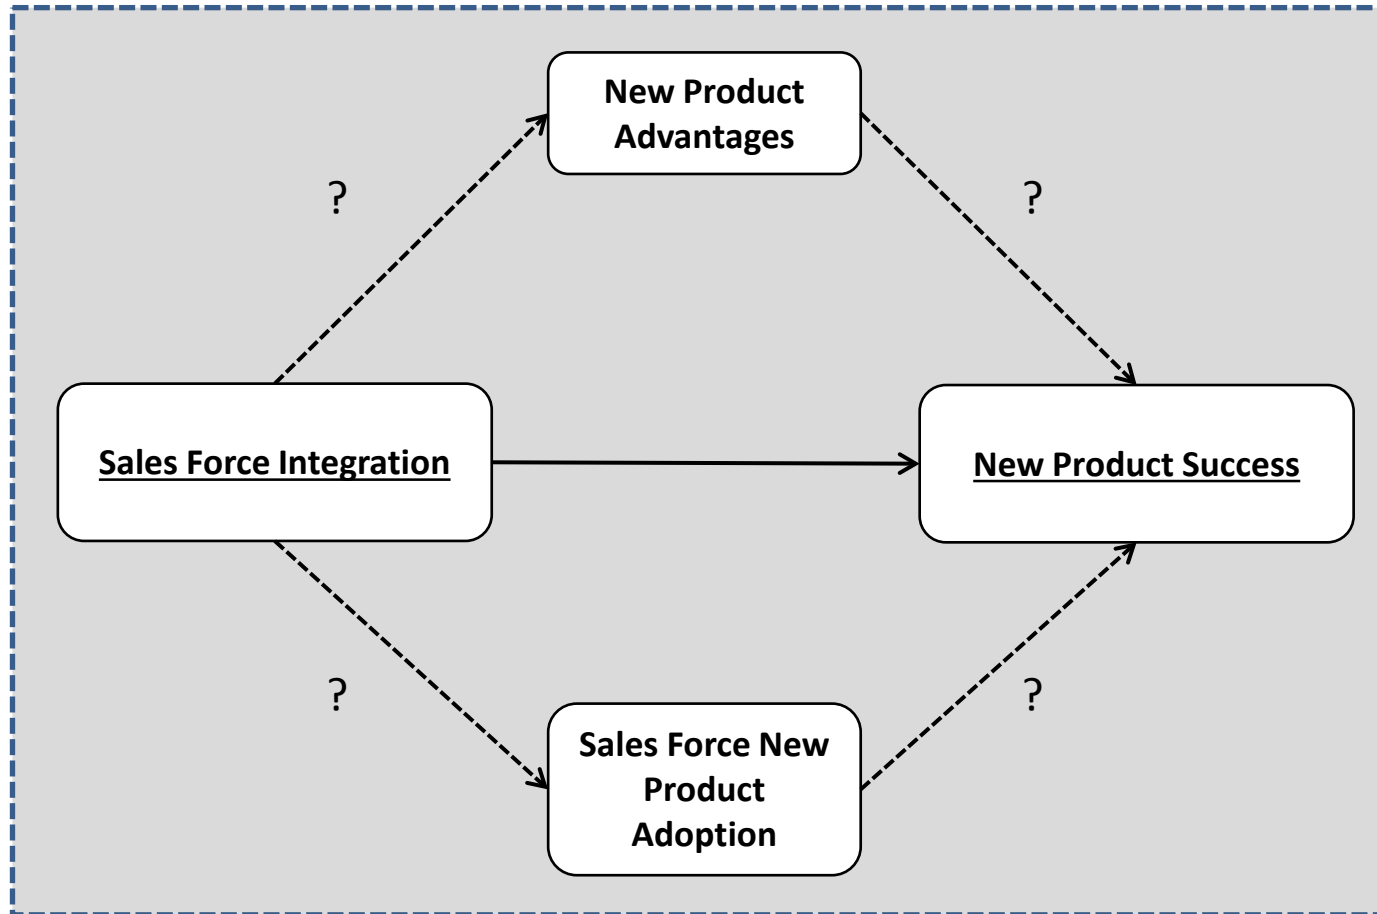 New Product
Advantages
?
?
Sales Force Integration
New Product Success
?
?
Sales Force New
Product
Adoption